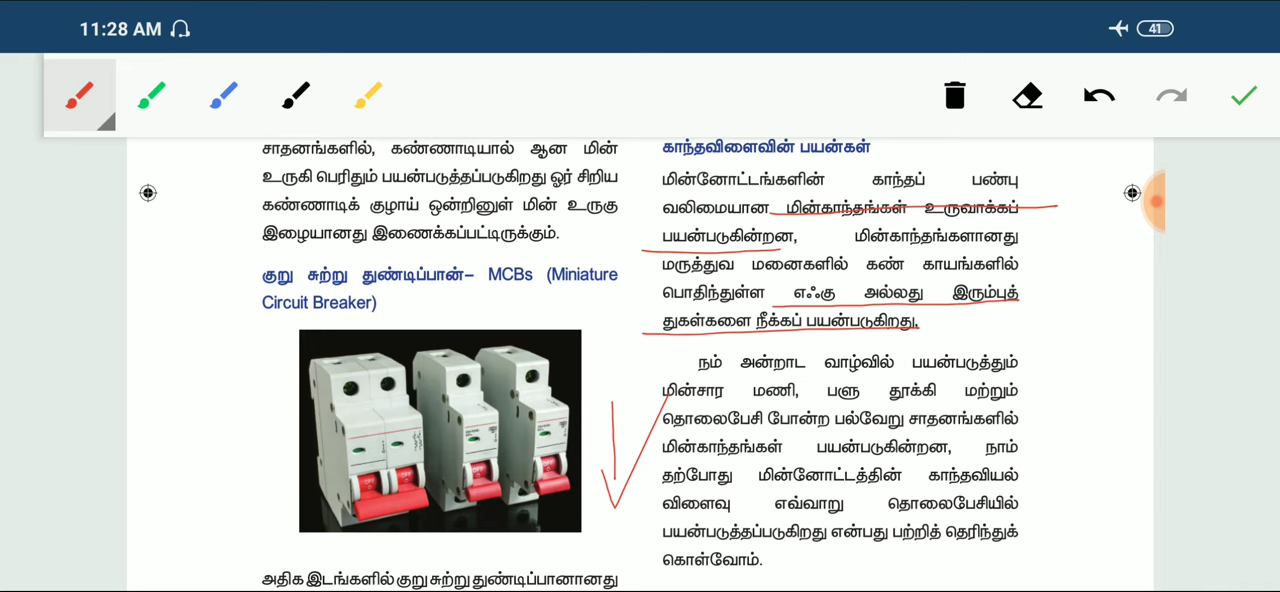 11:28 AM
41
சாதனங்களில், கண்ணாடியால் ஆன மின்
உருகி பெரிதும் பயன்படுத்தப்படுகிறது ஓர் சிறிய
கண்ணாடிக் குழாய் ஒன்றினுள் மின் உருகு
இழையானது இணைக்கப்பட்டிருக்கும்.
குறு சுற்று துண்டிப்பான்– MCBs (Miniature
Circuit Breaker)
அதிக இடங்களில் குறு சுற்று துண்டிப்பானானது
காந்தவிளைவின் பயன்கள்
மின்னோட்டங்களின் காந்தப் பண்பு
வலிமையான மின்காந்தங்கள் உருவாக்கப்
பயன்படுகின்றன, மின்காந்தங்களானது
மருத்துவ மனைகளில் கண் காயங்களில்
பொதிந்துள்ள எஃகு அல்லது இரும்புத்
துகள்களை நீக்கப் பயன்படுகிறது.
நம் அன்றாட வாழ்வில் பயன்படுத்தும்
மின்சார மணி, பளு தூக்கி மற்றும்
தொலைபேசி போன்ற பல்வேறு சாதனங்களில்
மின்காந்தங்கள் பயன்படுகின்றன, நாம்
தற்போது மின்னோட்டத்தின் காந்தவியல்
விளைவு எவ்வாறு தொலைபேசியில்
பயன்படுத்தப்படுகிறது என்பது பற்றித் தெரிந்துக்
கொள்வோம்.